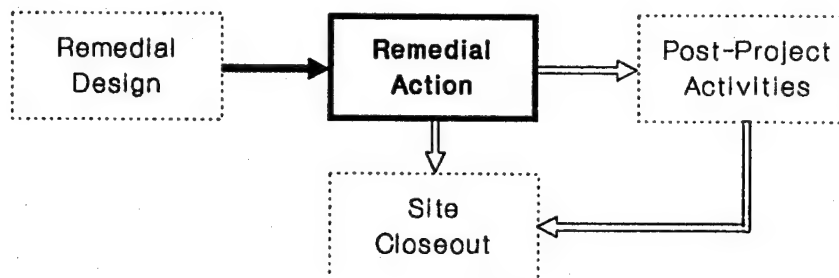 Remedial
Design
Remedial
Action
Post-Project
Activities
Site
Closeout